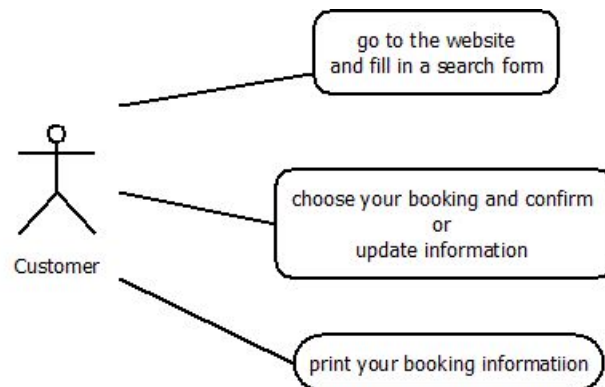 go to the website
and fill in a search form
choose your booking and confirm
or
update information
Customer
print your booking informatiion